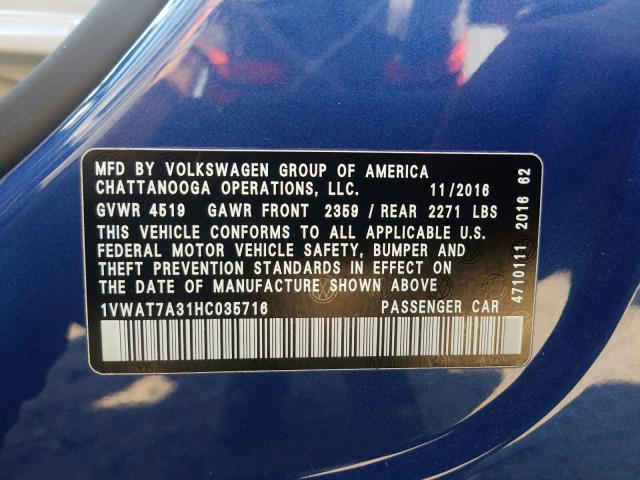 MFD BY VOLKSWAGEN GROUP OF AMERICA
CHATTANOOGA OPERATIONS, LLC. 11/2016
GVWR 4519 GAWR FRONT 2359 / REAR 2271 LBS
THIS VEHICLE CONFORMS TO ALL APPLICABLE U.S.
FEDERAL MOTOR VEHICLE SAFETY, BUMPER AND
THEFT PREVENTION STANDARDS IN EFFECT ON
THE DATE OF MANUFACTURE SHOWN ABOVE
1VWAT7A31HC035716 PASSENGER CAR
4710111 2016 62